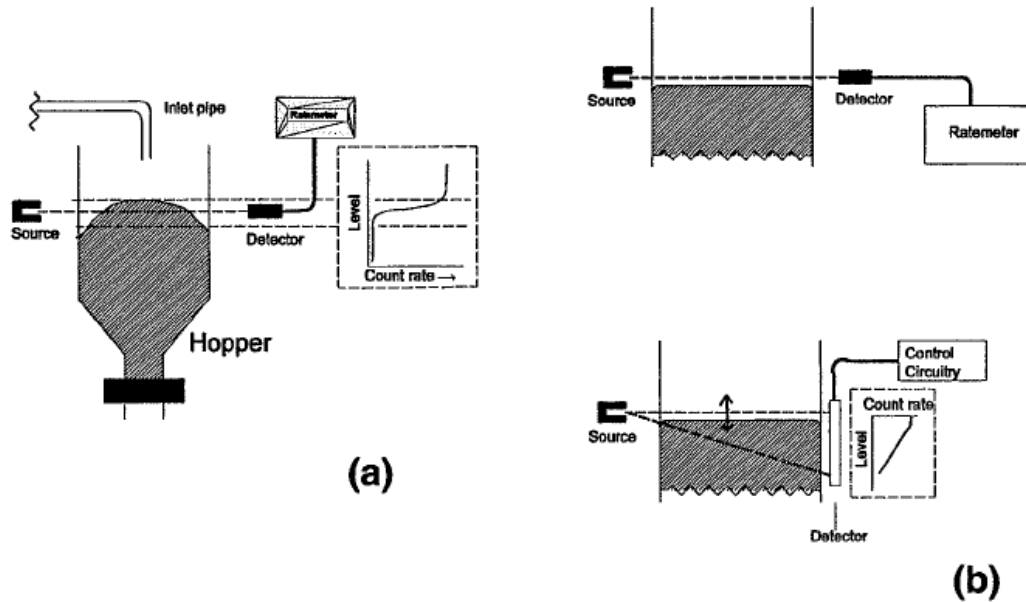 Inlet pipe
Ratemeter
Source
Detector
Level
Count rate →
Hopper
(a)
Source
Detector
Ratemeter
Control
Circuitry
Count rate
Source
Level
Detector
(b)